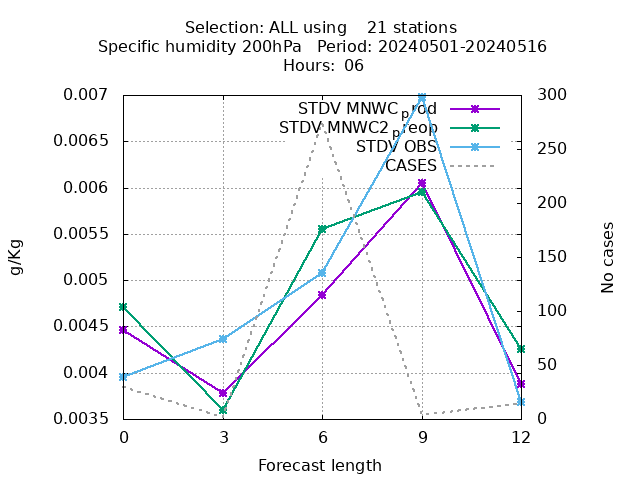 Selection: ALL using    21 stations
Specific humidity 200hPa   Period: 20240501-20240516
Hours:  06
STDV MNWC_prod
STDV MNWC2_preop
STDV OBS
CASES
0.007
0.0065
0.006
0.0055
0.005
0.0045
0.004
0.0035
300
250
200
150
100
50
0
g/Kg
No cases
0 3 6 9 12
Forecast length